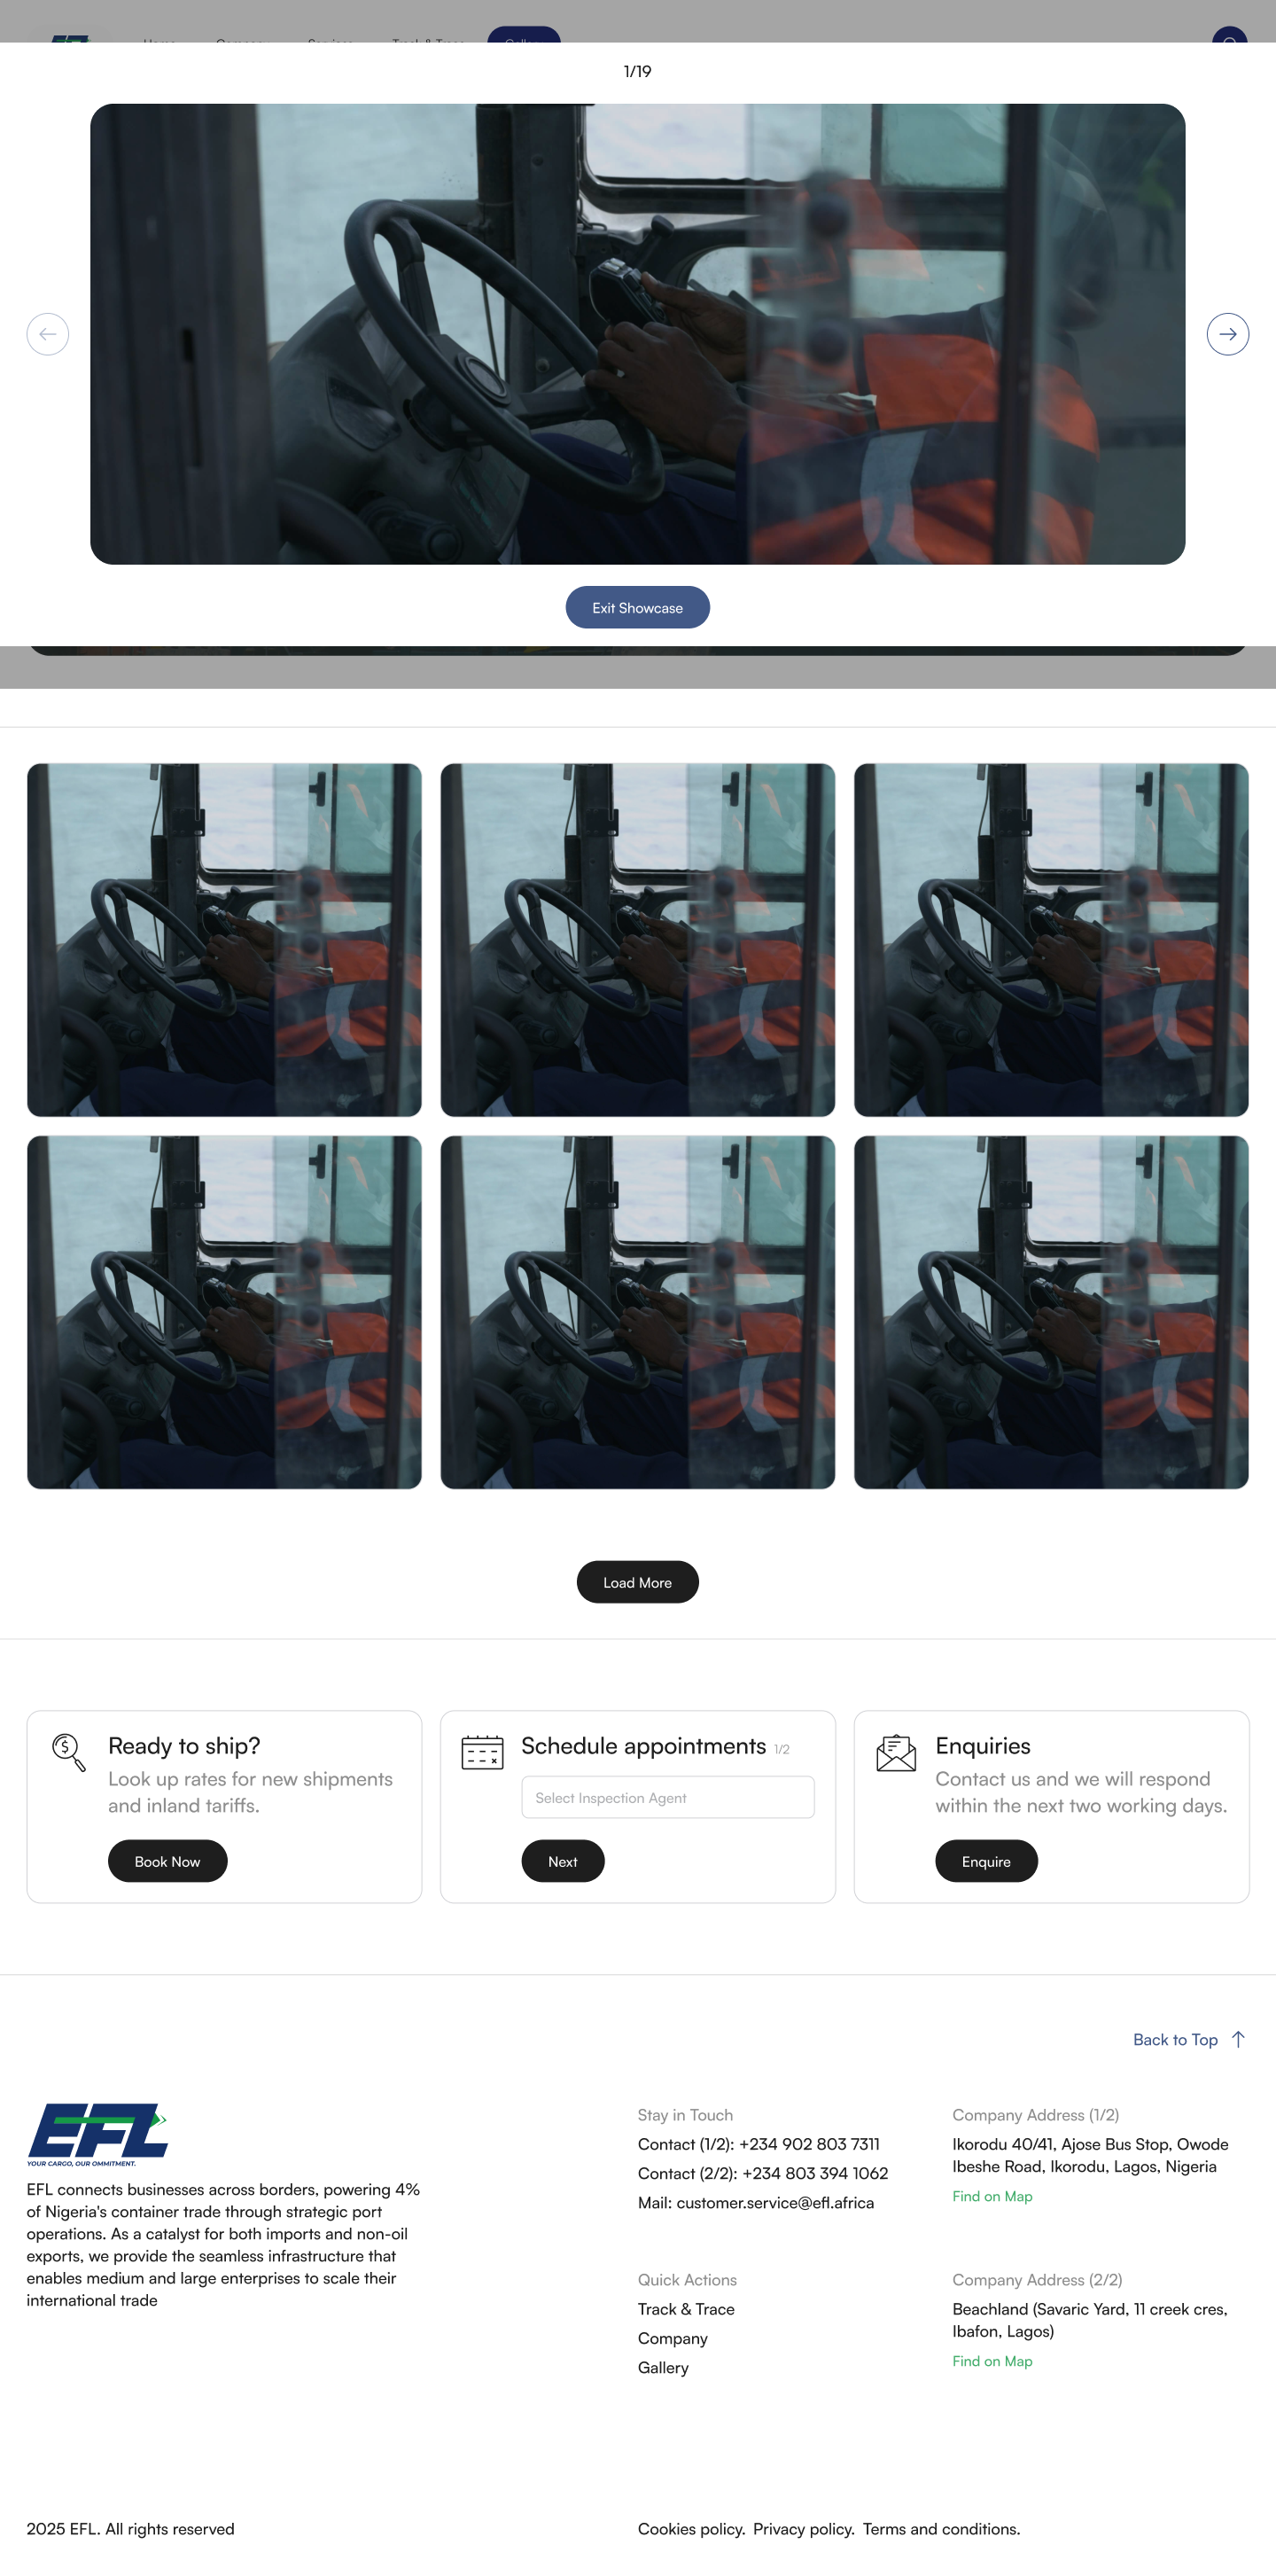 Home Company Services Track & Trace Gallery
1/19
Exit Showcase
Load More
Ready to ship?
Look up rates for new shipments
and inland tariffs.
Book Now
Schedule appointments 1/2
Select Inspection Agent
Next
Enquiries
Contact us and we will respond
within the next two working days.
Enquire
Back to Top
EFL
YOUR CARGO, OUR OMMITMENT.
EFL connects businesses across borders, powering 4%
of Nigeria's container trade through strategic port
operations. As a catalyst for both imports and non-oil
exports, we provide the seamless infrastructure that
enables medium and large enterprises to scale their
international trade
Stay in Touch
Contact (1/2): +234 902 803 7311
Contact (2/2): +234 803 394 1062
Mail: customer.service@efl.africa
Company Address (1/2)
Ikorodu 40/41, Ajose Bus Stop, Owode
Ibeshe Road, Ikorodu, Lagos, Nigeria
Find on Map
Quick Actions
Track & Trace
Company
Gallery
Company Address (2/2)
Beachland (Savaric Yard, 11 creek cres,
Ibafon, Lagos)
Find on Map
2025 EFL. All rights reserved
Cookies policy. Privacy policy. Terms and conditions.